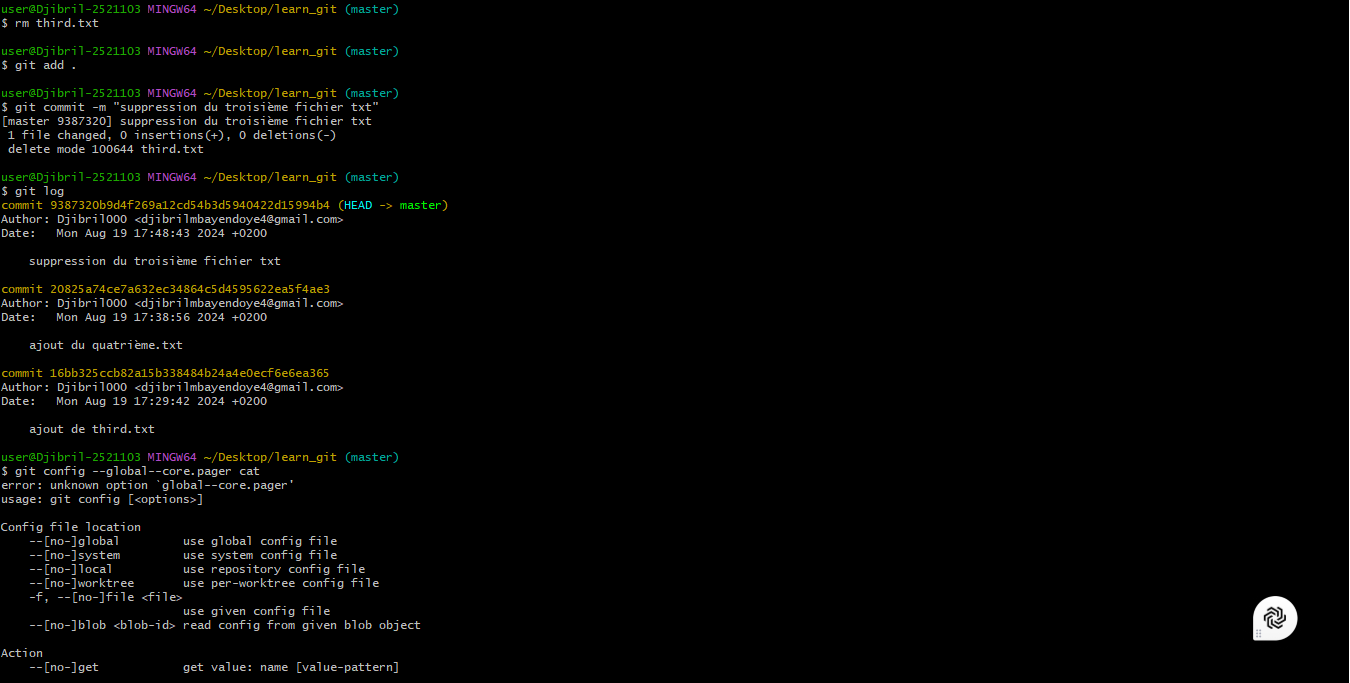 user@Djibril-2521103 MINGW64 ~/Desktop/learn_git (master)
$ rm third.txt
user@Djibril-2521103 MINGW64 ~/Desktop/learn_git (master)
$ git add .
user@Djibril-2521103 MINGW64 ~/Desktop/learn_git (master)
$ git commit -m "suppression du troisième fichier txt"
[master 9387320] suppression du troisième fichier txt
 1 file changed, 0 insertions(+), 0 deletions(-)
 delete mode 100644 third.txt
user@Djibril-2521103 MINGW64 ~/Desktop/learn_git (master)
$ git log
commit 9387320b9d4f269a12cd54b3d5940422d15994b4 (HEAD -> master)
Author: Djibril000 <djibrilmbayendoye4@gmail.com>
Date:   Mon Aug 19 17:48:43 2024 +0200
    suppression du troisième fichier txt
commit 20825a74ce7a632ec34864c5d4595622ea5f4ae3
Author: Djibril000 <djibrilmbayendoye4@gmail.com>
Date:   Mon Aug 19 17:38:56 2024 +0200
    ajout du quatrième.txt
commit 16bb325ccb82a15b338484b24a4e0ecf6e6ea365
Author: Djibril000 <djibrilmbayendoye4@gmail.com>
Date:   Mon Aug 19 17:29:42 2024 +0200
    ajout de third.txt
user@Djibril-2521103 MINGW64 ~/Desktop/learn_git (master)
$ git config --global--core.pager cat
error: unknown option `global--core.pager'
usage: git config [<options>]
Config file location
    --[no-]global         use global config file
    --[no-]system         use system config file
    --[no-]local          use repository config file
    --[no-]worktree       use per-worktree config file
    -f, --[no-]file <file>
                          use given config file
    --[no-]blob <blob-id> read config from given blob object
Action
    --[no-]get            get value: name [value-pattern]